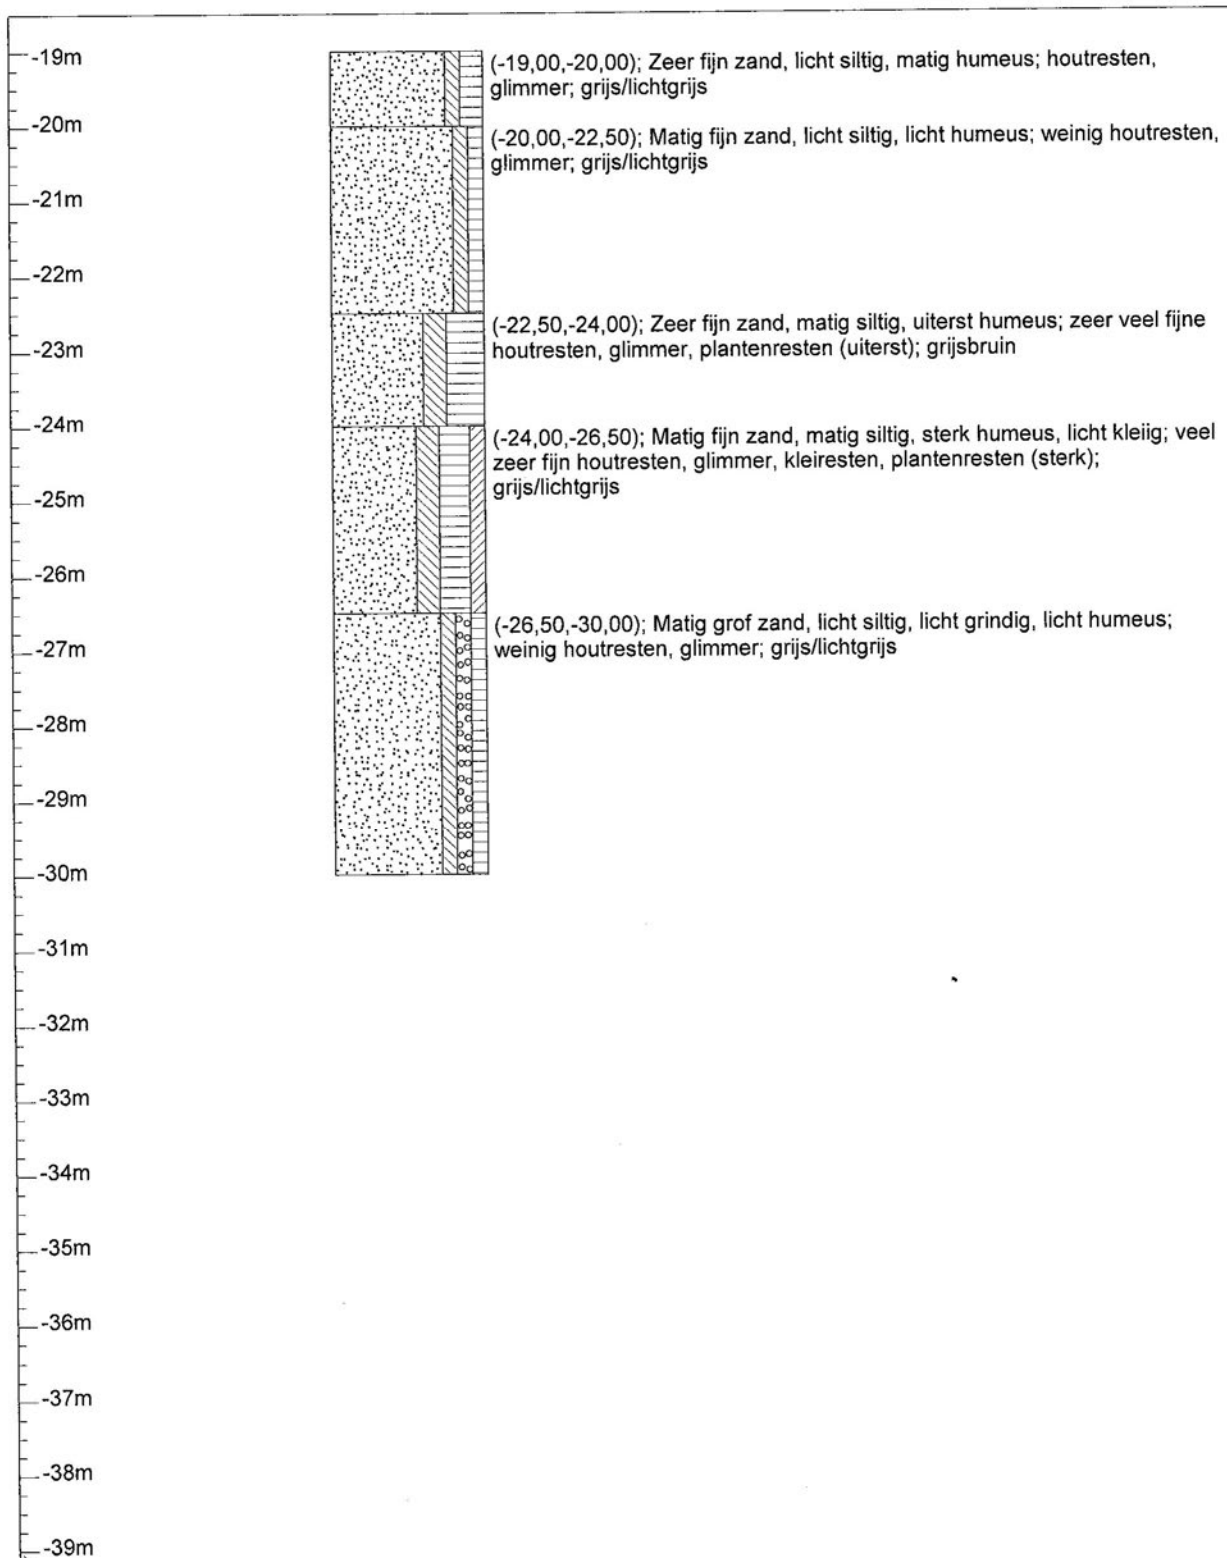 -19m
(-19,00,-20,00); Zeer fijn zand, licht siltig, matig humeus; houtresten,
glimmer; grijs/lichtgrijs
-20m
(-20,00,-22,50); Matig fijn zand, licht siltig, licht humeus; weinig houtresten,
glimmer; grijs/lichtgrijs
-21m
-22m
(-22,50,-24,00); Zeer fijn zand, matig siltig, uiterst humeus; zeer veel fijne
houtresten, glimmer, plantenresten (uiterst); grijsbruin
-23m
-24m
(-24,00,-26,50); Matig fijn zand, matig siltig, sterk humeus, licht kleiig; veel
zeer fijn houtresten, glimmer, kleiresten, plantenresten (sterk);
grijs/lichtgrijs
-25m
-26m
(-26,50,-30,00); Matig grof zand, licht siltig, licht grindig, licht humeus;
weinig houtresten, glimmer; grijs/lichtgrijs
-27m
-28m
-29m
-30m
-31m
-32m
-33m
-34m
-35m
-36m
-37m
-38m
-39m